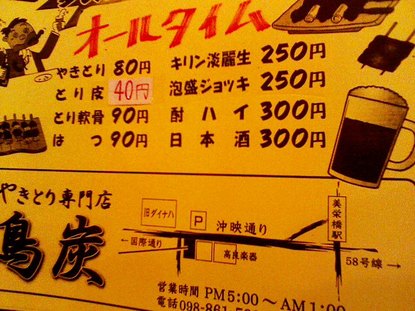 オールタイム
やきとり 80円 キリン淡麗生 250円
とり皮 40円 泡盛ジョッキ 250円
とり軟骨 90円 酎ハイ 300円
はつ 90円 日本酒 300円
やきとり専門店
鳥炭
旧ダイナハ
P
沖映通り
美栄橋駅
←国際通り
高良楽器
58号線→
営業時間 PM5:00〜AM1:00
電話 098-861-5